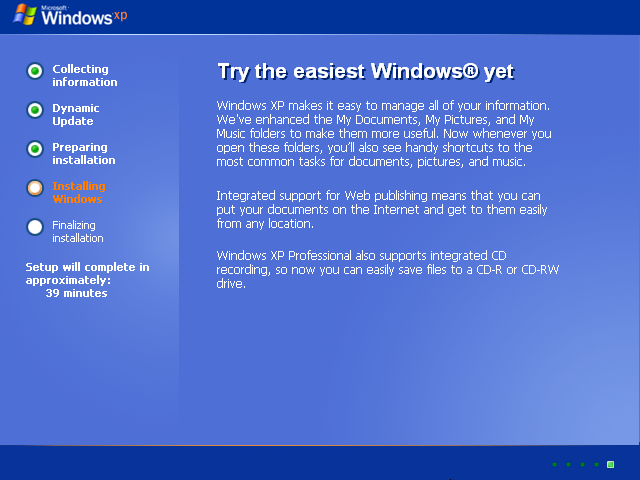 Microsoft
Windows xp
Collecting
information
Dynamic
Update
Preparing
installation
Installing
Windows
Finalizing
installation
Setup will complete in
approximately:
39 minutes
Try the easiest Windows® yet
Windows XP makes it easy to manage all of your information.
We've enhanced the My Documents, My Pictures, and My
Music folders to make them more useful. Now whenever you
open these folders, you'll also see handy shortcuts to the
most common tasks for documents, pictures, and music.
Integrated support for Web publishing means that you can
put your documents on the Internet and get to them easily
from any location.
Windows XP Professional also supports integrated CD
recording, so now you can easily save files to a CD-R or CD-RW
drive.